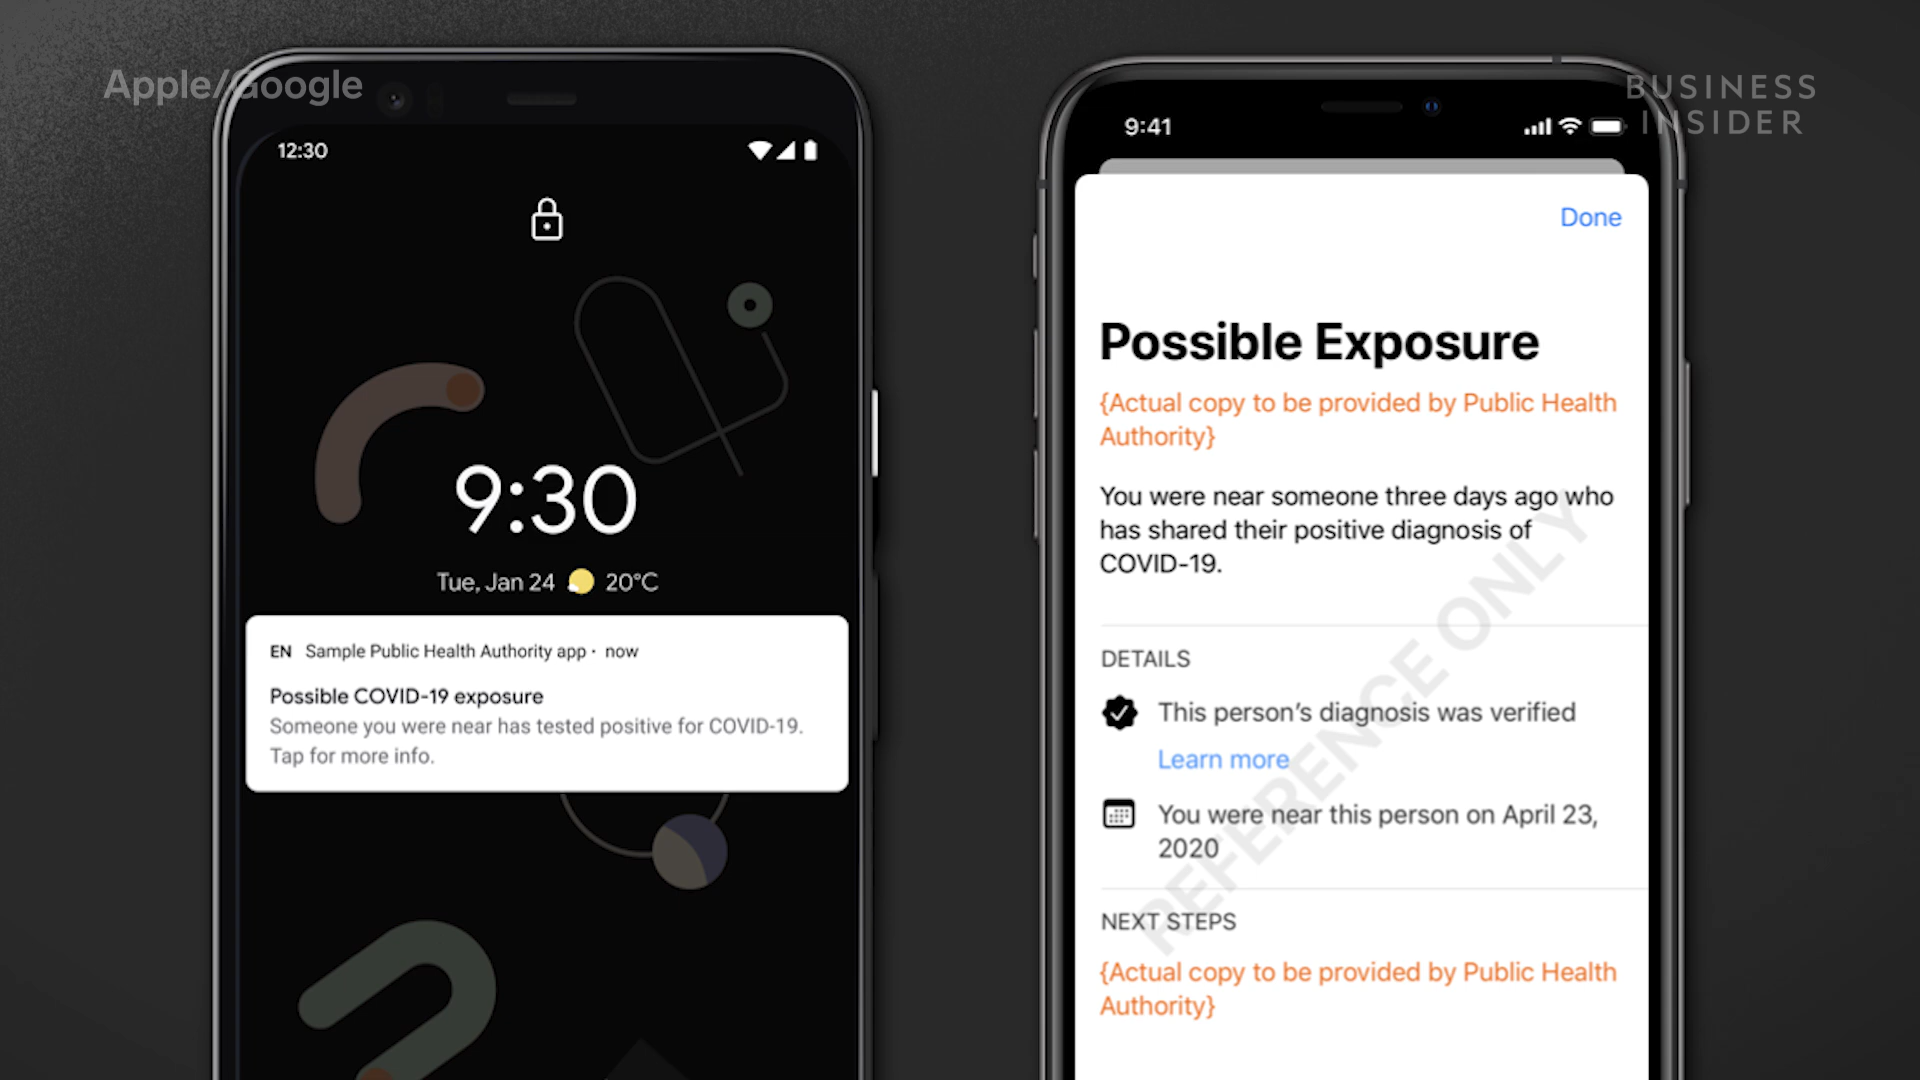 Apple/Google
BUSINESS
INSIDER
12:30
9:30
Tue, Jan 24 20°C
EN Sample Public Health Authority app · now
Possible COVID-19 exposure
Someone you were near has tested positive for COVID-19.
Tap for more info.
9:41
Done
Possible Exposure
{Actual copy to be provided by Public Health
Authority}
You were near someone three days ago who
has shared their positive diagnosis of
COVID-19.
DETAILS
This person’s diagnosis was verified
Learn more
You were near this person on April 23,
2020
NEXT STEPS
{Actual copy to be provided by Public Health
Authority}
REFERENCE ONLY